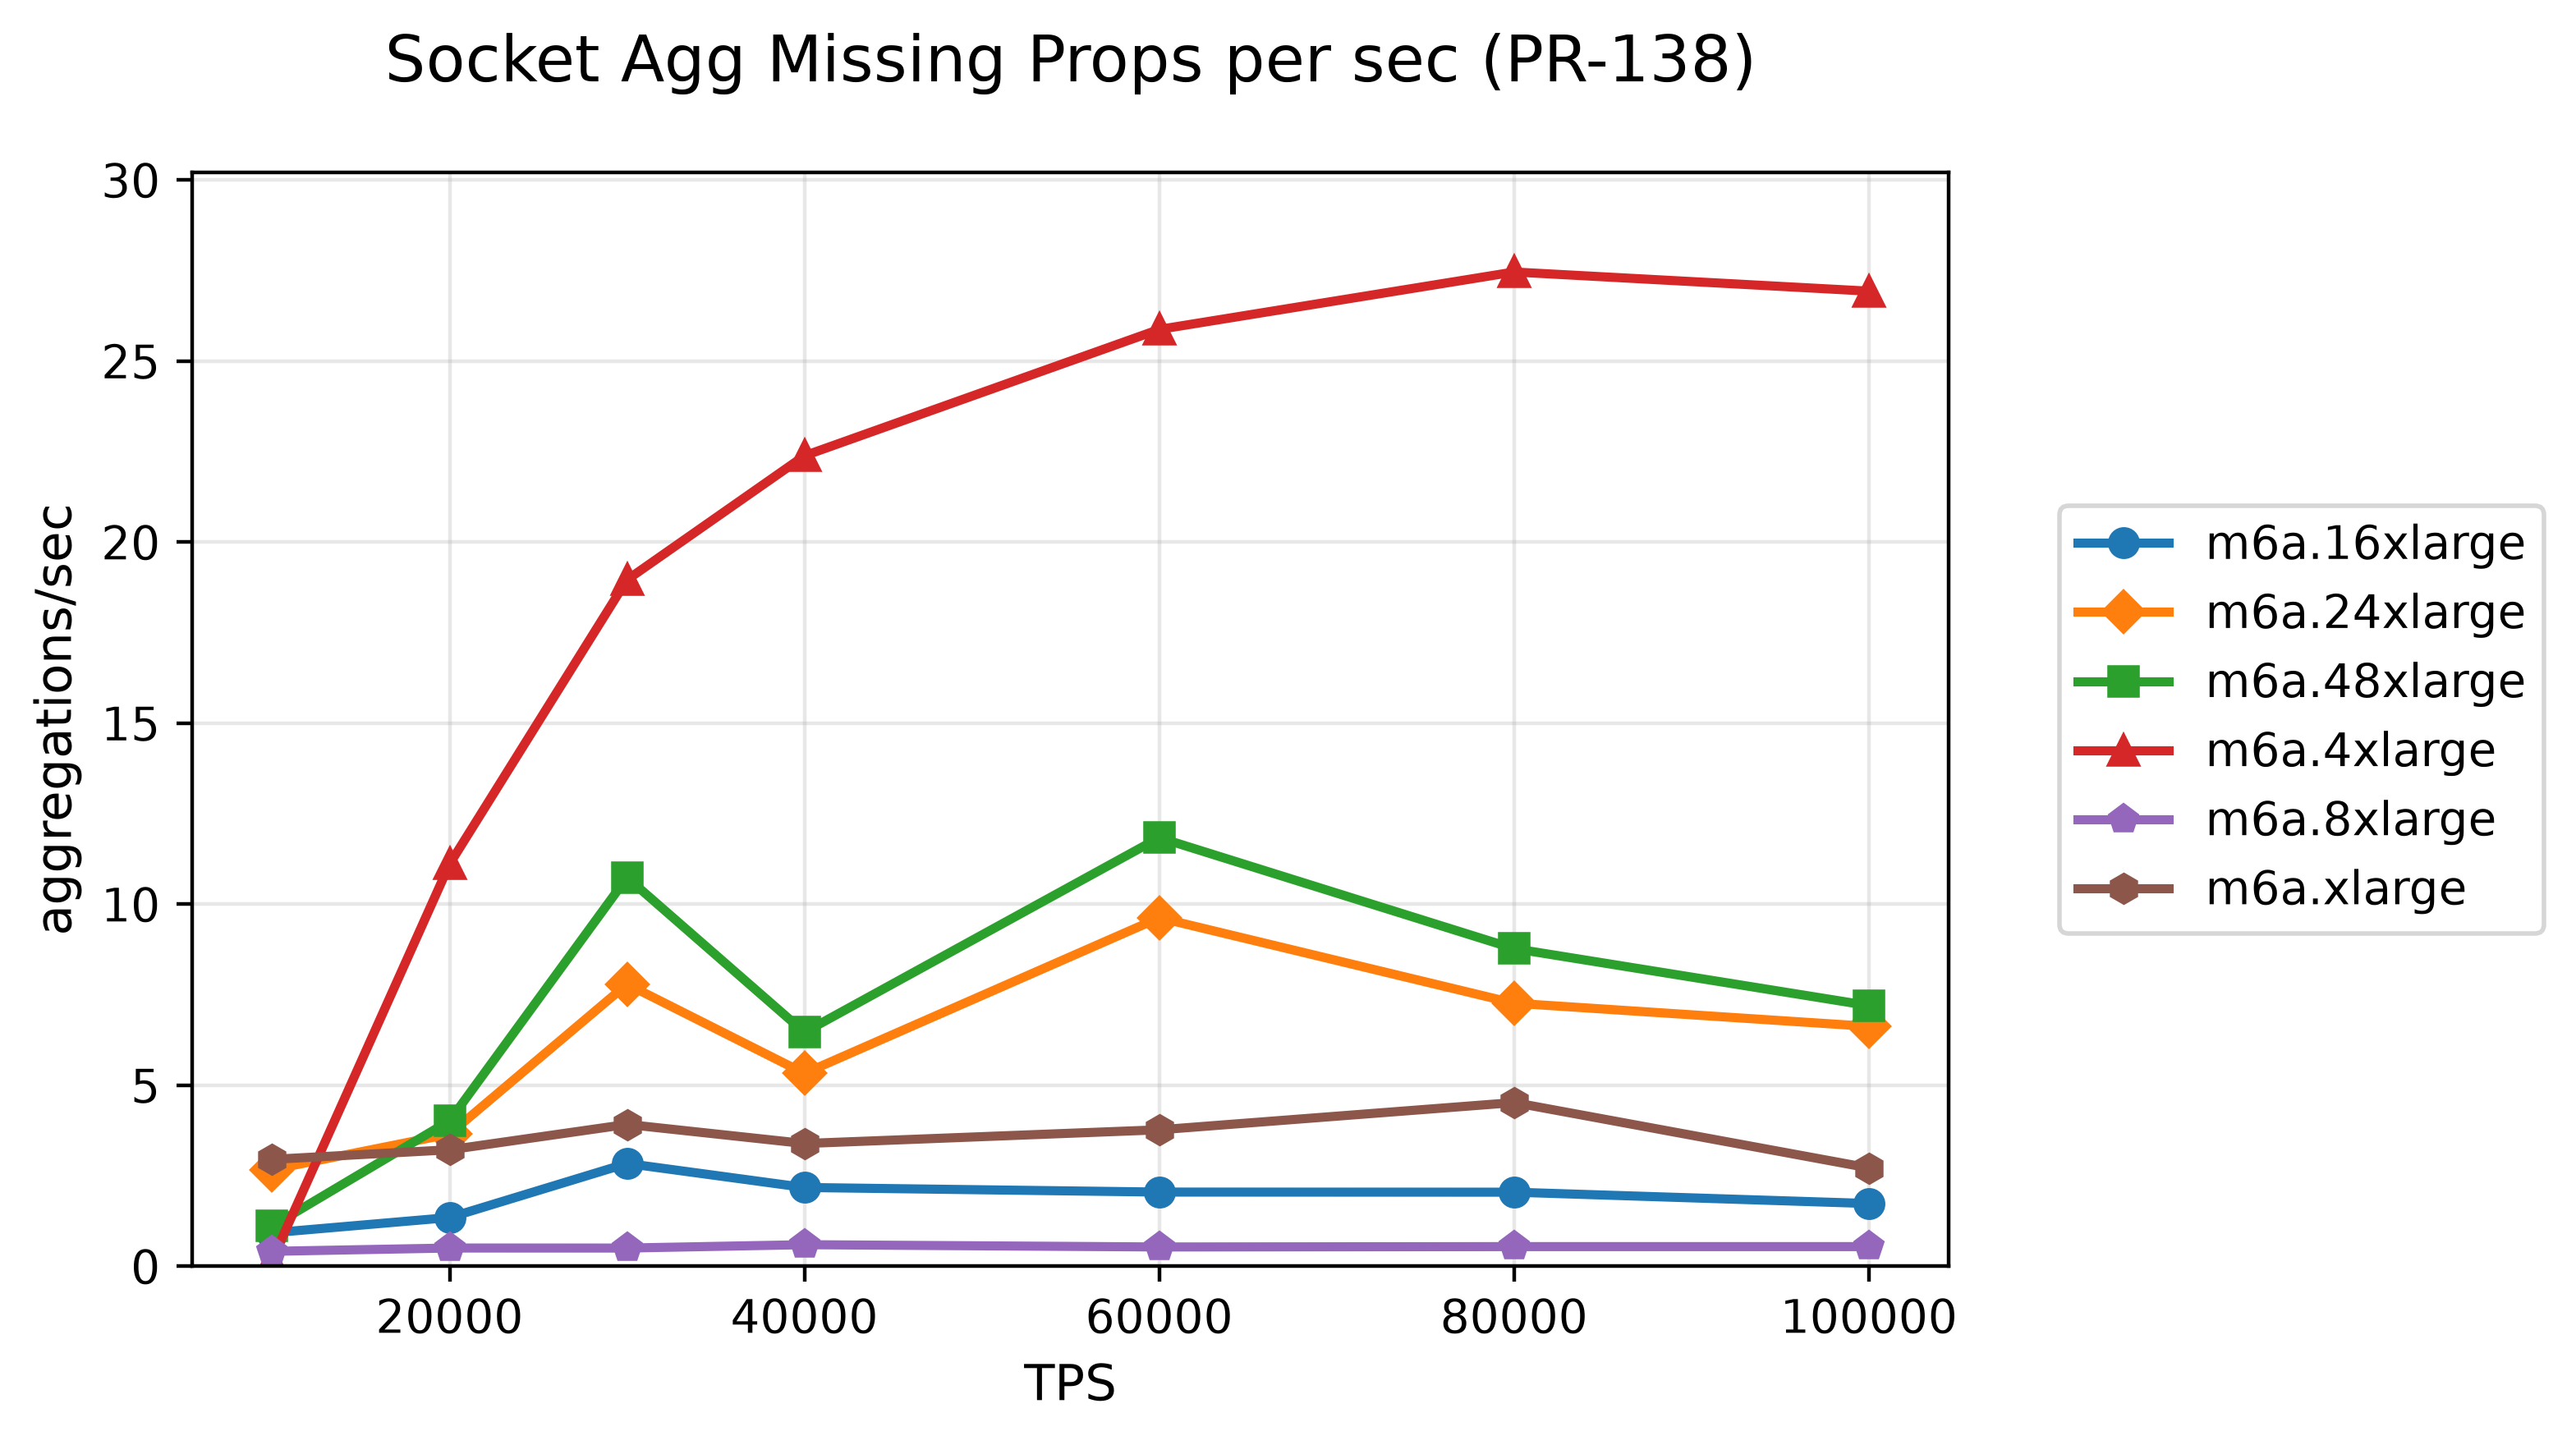 Socket Agg Missing Props per sec (PR-138)
30
25
20
15
10
5
0
aggregations/sec
20000 40000 60000 80000 100000
TPS
m6a.16xlarge
m6a.24xlarge
m6a.48xlarge
m6a.4xlarge
m6a.8xlarge
m6a.xlarge